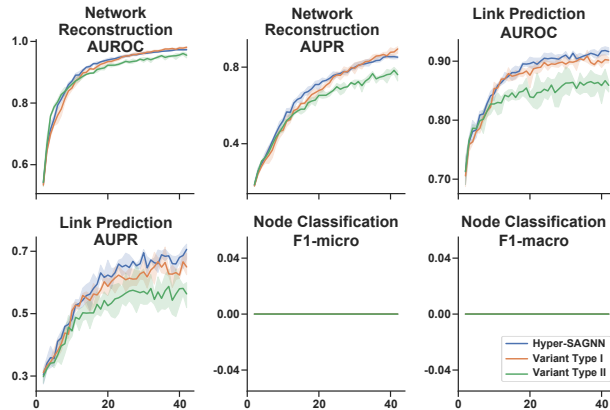 Network
Reconstruction
AUROC
Network
Reconstruction
AUPR
Link Prediction
AUROC
1.0
0.8
0.6
0.8
0.4
0.90
0.80
0.70
Link Prediction
AUPR
Node Classification
F1-micro
Node Classification
F1-macro
0.7
0.5
0.3
0.04
0.00
-0.04
0.04
0.00
-0.04
Hyper-SAGNN
Variant Type I
Variant Type II
0 20 40
0 20 40
0 20 40